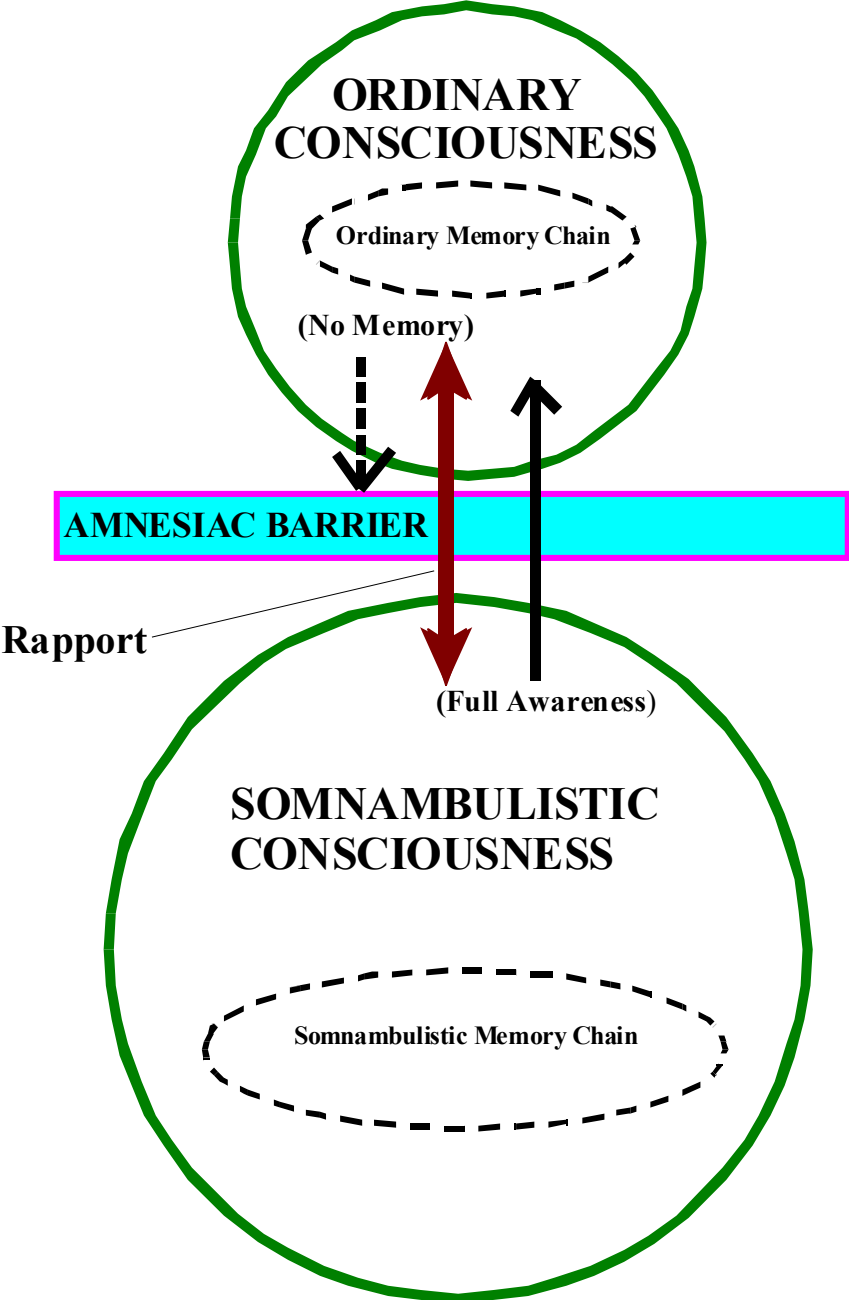 ORDINARY
CONSCIOUSNESS
Ordinary Memory Chain
(No Memory)
AMNESIAC BARRIER
Rapport
(Full Awareness)
SOMNAMBULISTIC
CONSCIOUSNESS
Somnambulistic Memory Chain